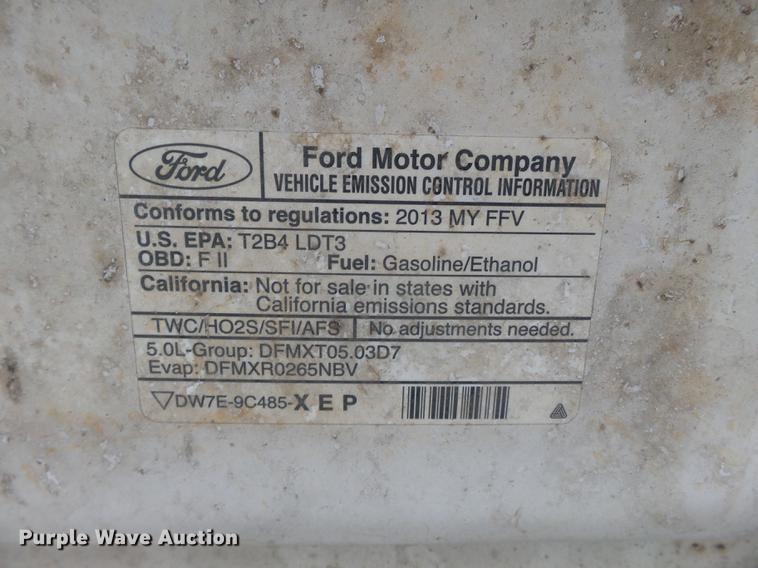 Ford
Ford Motor Company
VEHICLE EMISSION CONTROL INFORMATION
Conforms to regulations: 2013 MY FFV
U.S. EPA: T2B4 LDT3
OBD: F II Fuel: Gasoline/Ethanol
California: Not for sale in states with
California emissions standards.
TWC/HO2S/SFI/AFS No adjustments needed.
5.0L-Group: DFMXT05.03D7
Evap: DFMXR0265NBV
DW7E-9C485-XEP
Purple Wave Auction